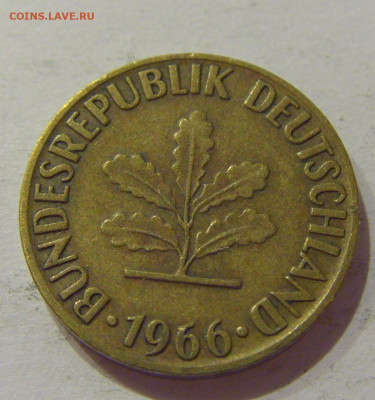 COINS.LAVE.RU
BUNDESREPUBLIK DEUTSCHLAND
· 1966 ·